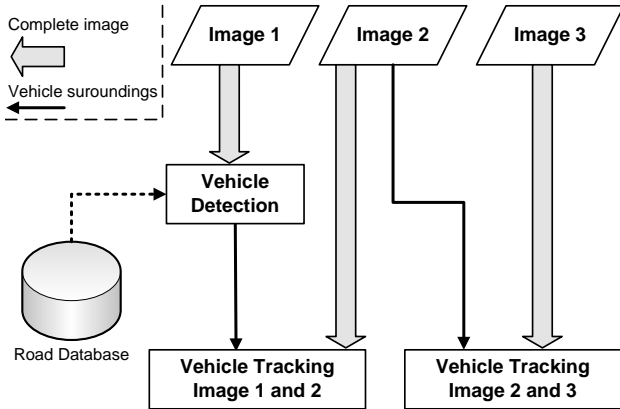 Complete image
Vehicle suroundings
Image 1
Image 2
Image 3
Vehicle
Detection
Road Database
Vehicle Tracking
Image 1 and 2
Vehicle Tracking
Image 2 and 3